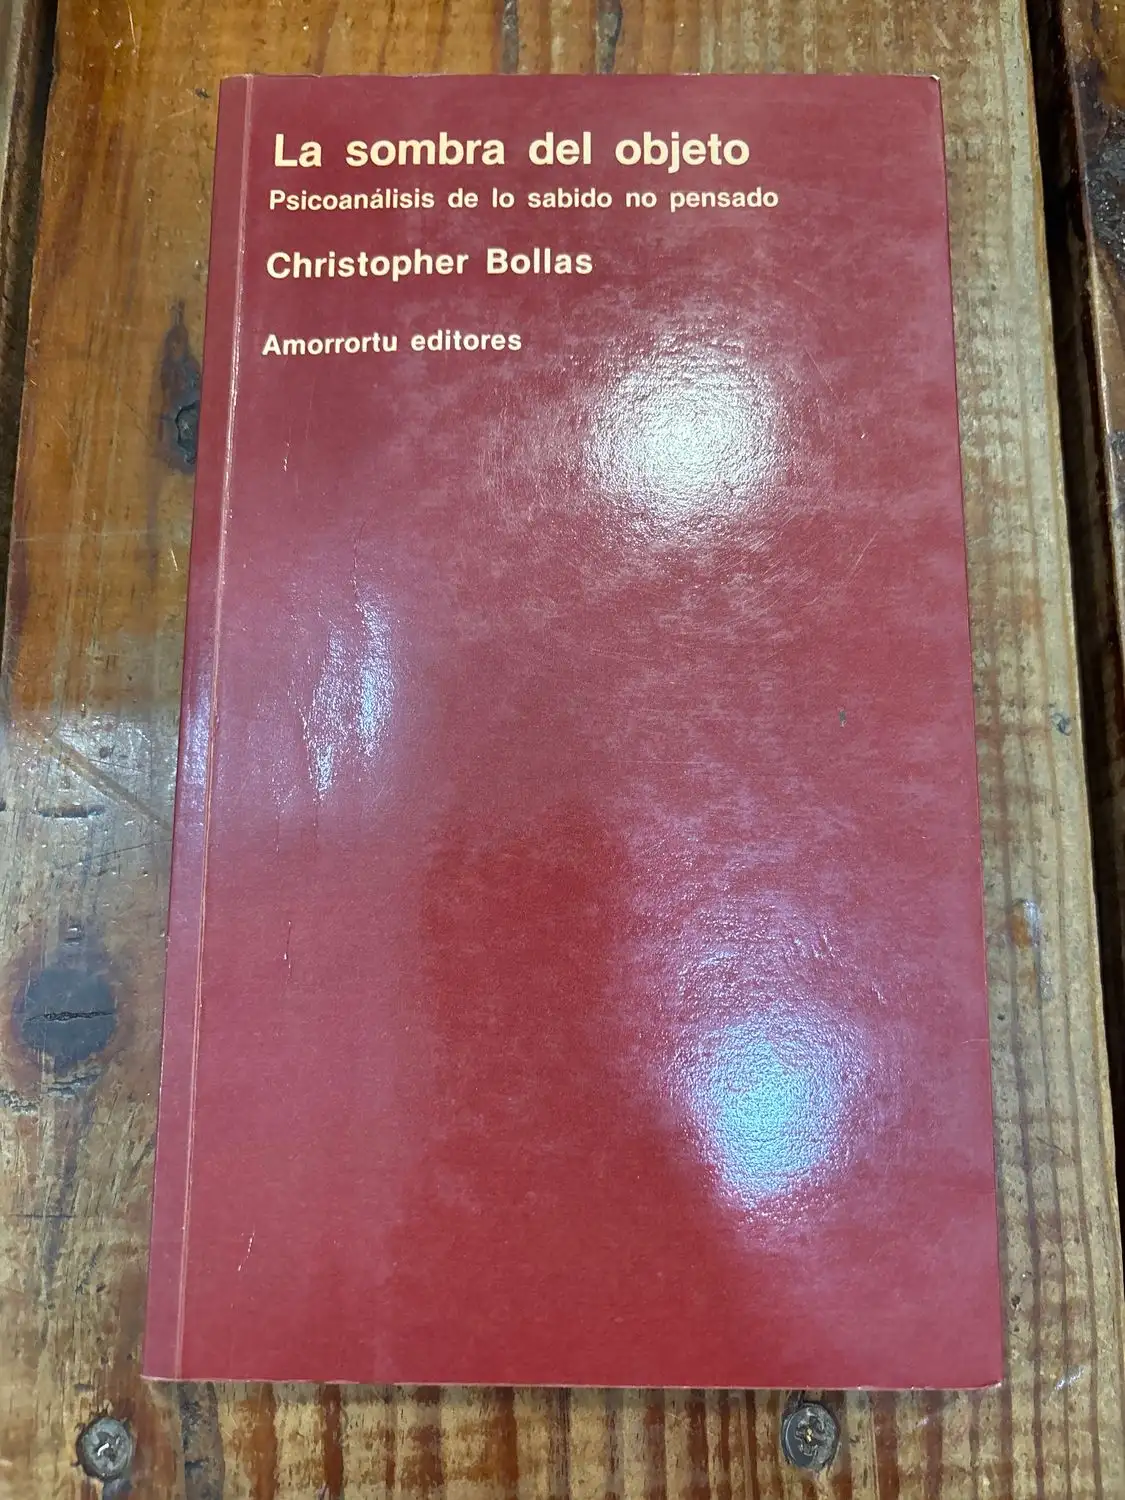 La sombra del objeto
Psicoanálisis de lo sabido no pensado
Christopher Bollas
Amorrortu editores